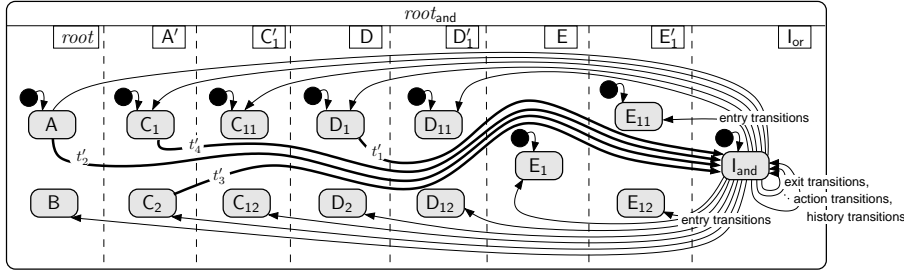 root_and
root A′ C′_1 D D′_1 E E′_1 I_or
A C_1 C_11 D_1 D_11 E_11 entry transitions
t′_2 t′_4 t′_1
E_1 I_and
t′_3
exit transitions,
B C_2 C_12 D_2 D_12 E_12 action transitions,
entry transitions history transitions